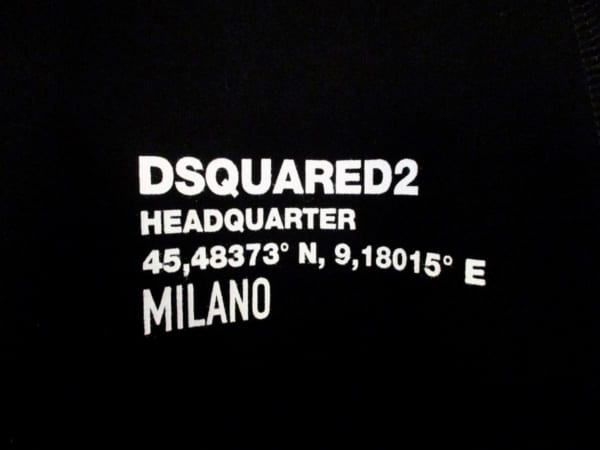 DSQUARED2
HEADQUARTER
45,48373° N, 9,18015° E
MILANO